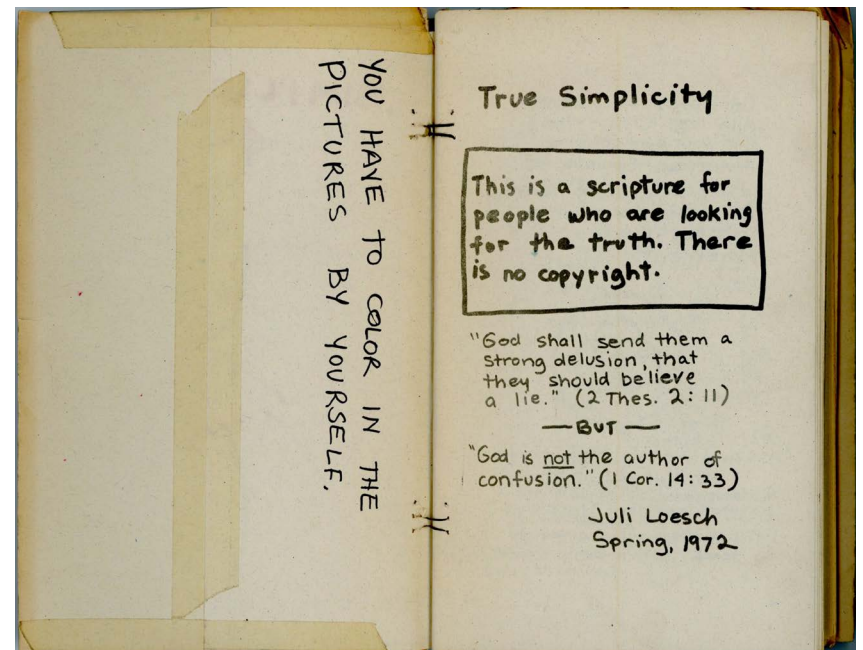 YOU HAVE TO COLOR IN THE
PICTURES BY YOURSELF.
True Simplicity
This is a scripture for
people who are looking
for the truth. There
is no copyright.
"God shall send them a
strong delusion, that
they should believe
a lie." (2 Thes. 2:11)
—BUT—
"God is not the author of
confusion." (1 Cor. 14:33)
Juli Loesch
Spring, 1972